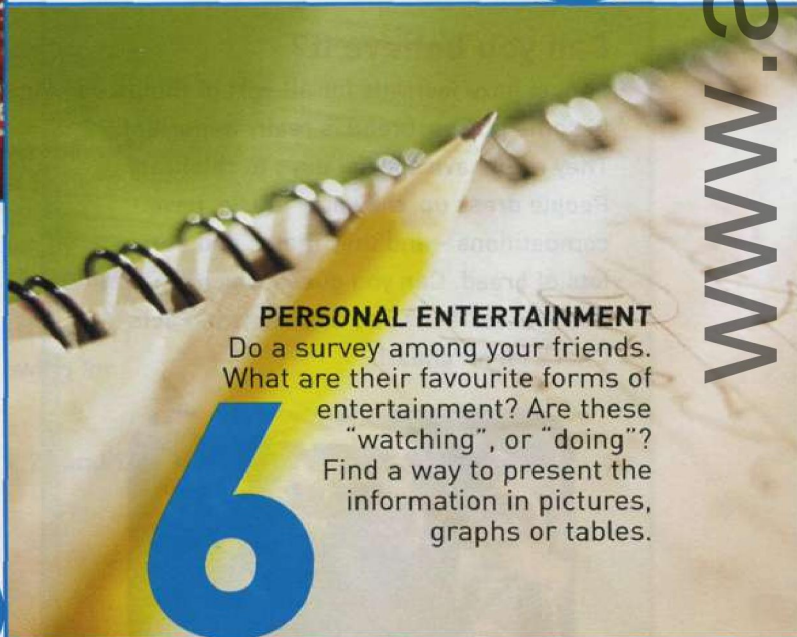 www.a
PERSONAL ENTERTAINMENT
Do a survey among your friends.
What are their favourite forms of
entertainment? Are these
"watching", or "doing"?
Find a way to present the
information in pictures,
graphs or tables.
6